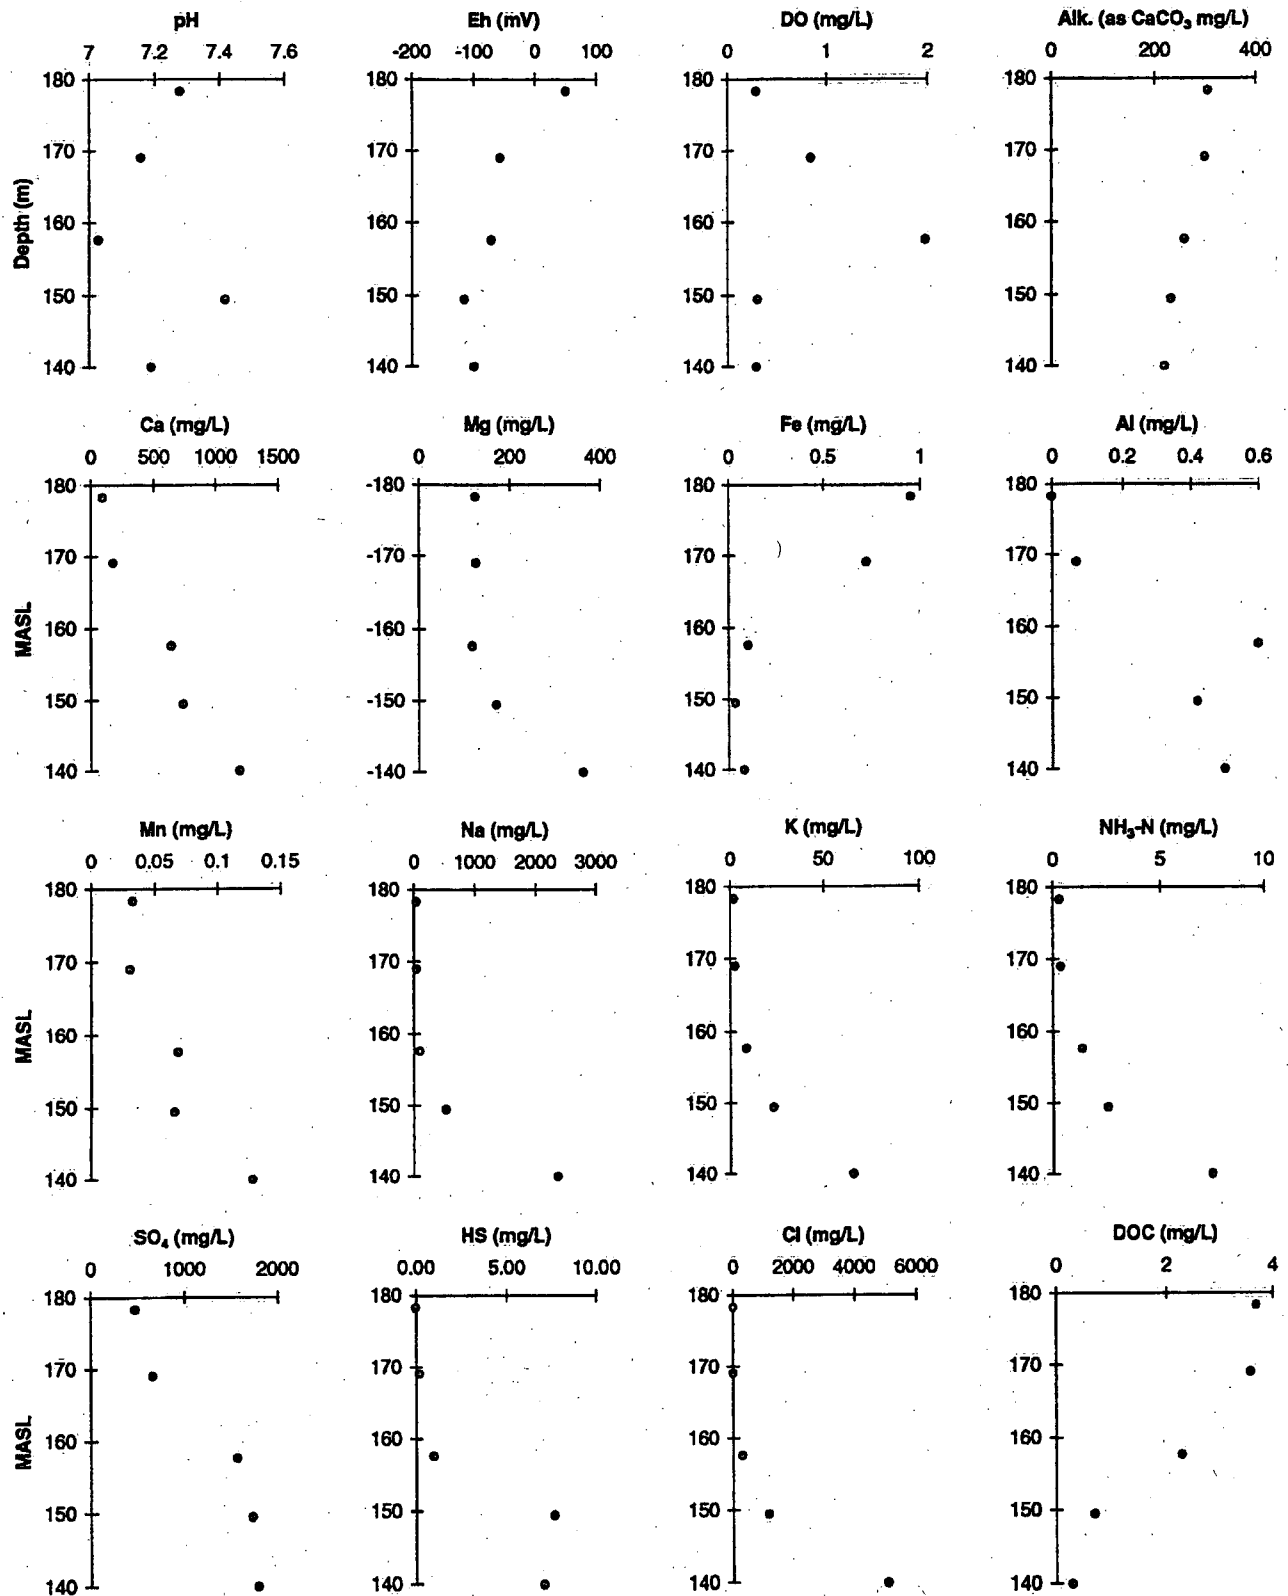 pH Eh (mV) DO (mg/L) Alk. (as CaCO₃ mg/L)
7 7.2 7.4 7.6 -200 -100 0 100 0 1 2 0 200 400
180 180 180 180
170 170 170 170
160 160 160 160
150 150 150 150
140 140 140 140
Depth (m)
Ca (mg/L) Mg (mg/L) Fe (mg/L) Al (mg/L)
0 500 1000 1500 0 200 400 0 0.5 1 0 0.2 0.4 0.6
180 -180 180 180
170 -170 170 170
160 -160 160 160
150 -150 150 150
140 -140 140 140
MASL
Mn (mg/L) Na (mg/L) K (mg/L) NH₃-N (mg/L)
0 0.05 0.1 0.15 0 1000 2000 3000 0 50 100 0 5 10
180 180 180 180
170 170 170 170
160 160 160 160
150 150 150 150
140 140 140 140
MASL
SO₄ (mg/L) HS (mg/L) Cl (mg/L) DOC (mg/L)
0 1000 2000 0.00 5.00 10.00 0 2000 4000 6000 0 2 4
180 180 180 180
170 170 170 170
160 160 160 160
150 150 150 150
140 140 140 140
MASL